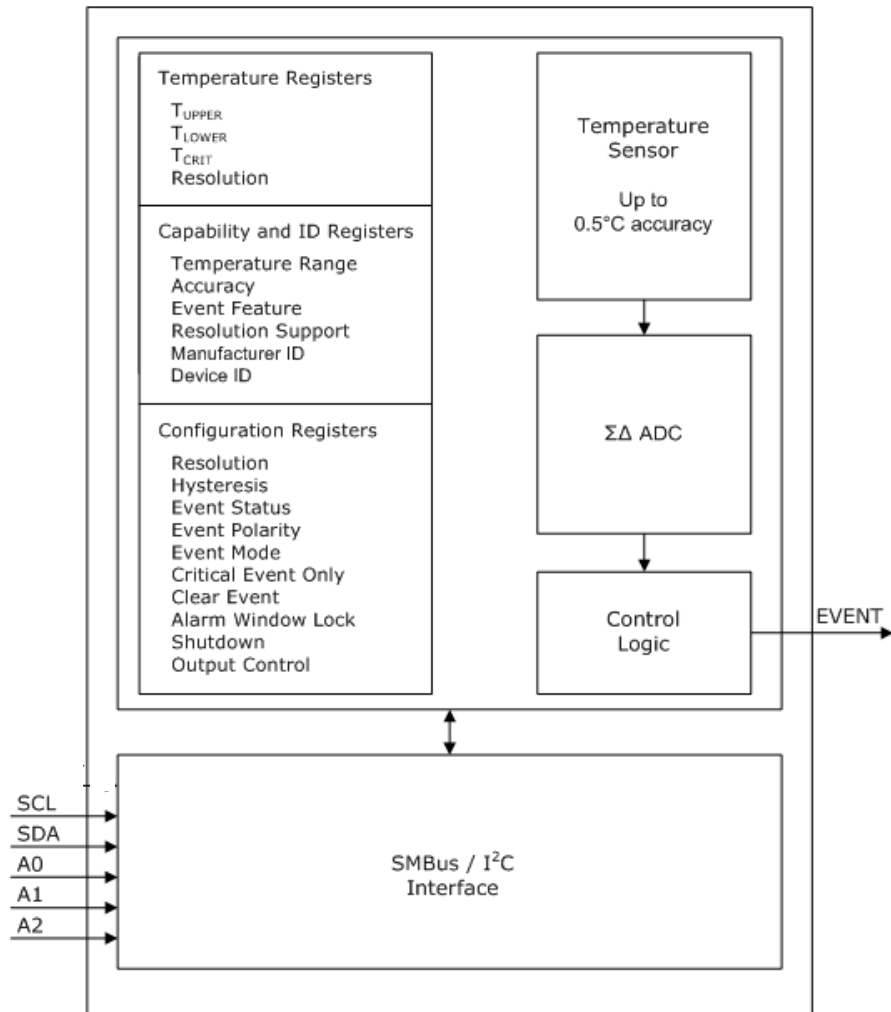 Temperature Registers
T_UPPER
T_LOWER
T_CRIT
Resolution
Capability and ID Registers
Temperature Range
Accuracy
Event Feature
Resolution Support
Manufacturer ID
Device ID
Configuration Registers
Resolution
Hysteresis
Event Status
Event Polarity
Event Mode
Critical Event Only
Clear Event
Alarm Window Lock
Shutdown
Output Control
Temperature
Sensor
Up to
0.5°C accuracy
ΣΔ ADC
Control
Logic
EVENT
SCL
SDA
A0
A1
A2
SMBus / I²C
Interface